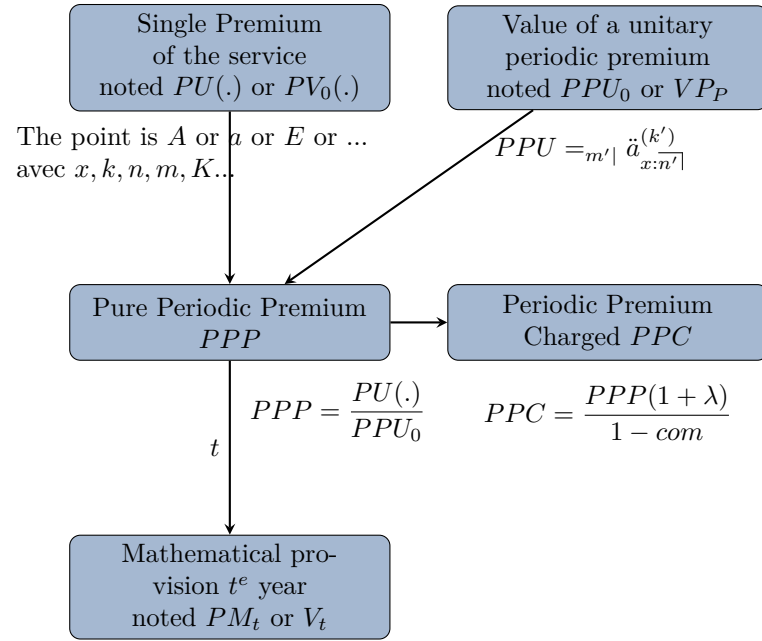 Single Premium
of the service
noted PU(.) or PV₀(.)
Value of a unitary
periodic premium
noted PPU₀ or VP_P
The point is A or a or E or ...
avec x, k, n, m, K...
PPU =_{m'|} ä^{(k')}_{x:n'|}
Pure Periodic Premium
PPP
Periodic Premium
Charged PPC
PPP = PU(.) / PPU₀
PPC = PPP(1 + λ) / 1 − com
t
Mathematical pro-
vision t^e year
noted PM_t or V_t